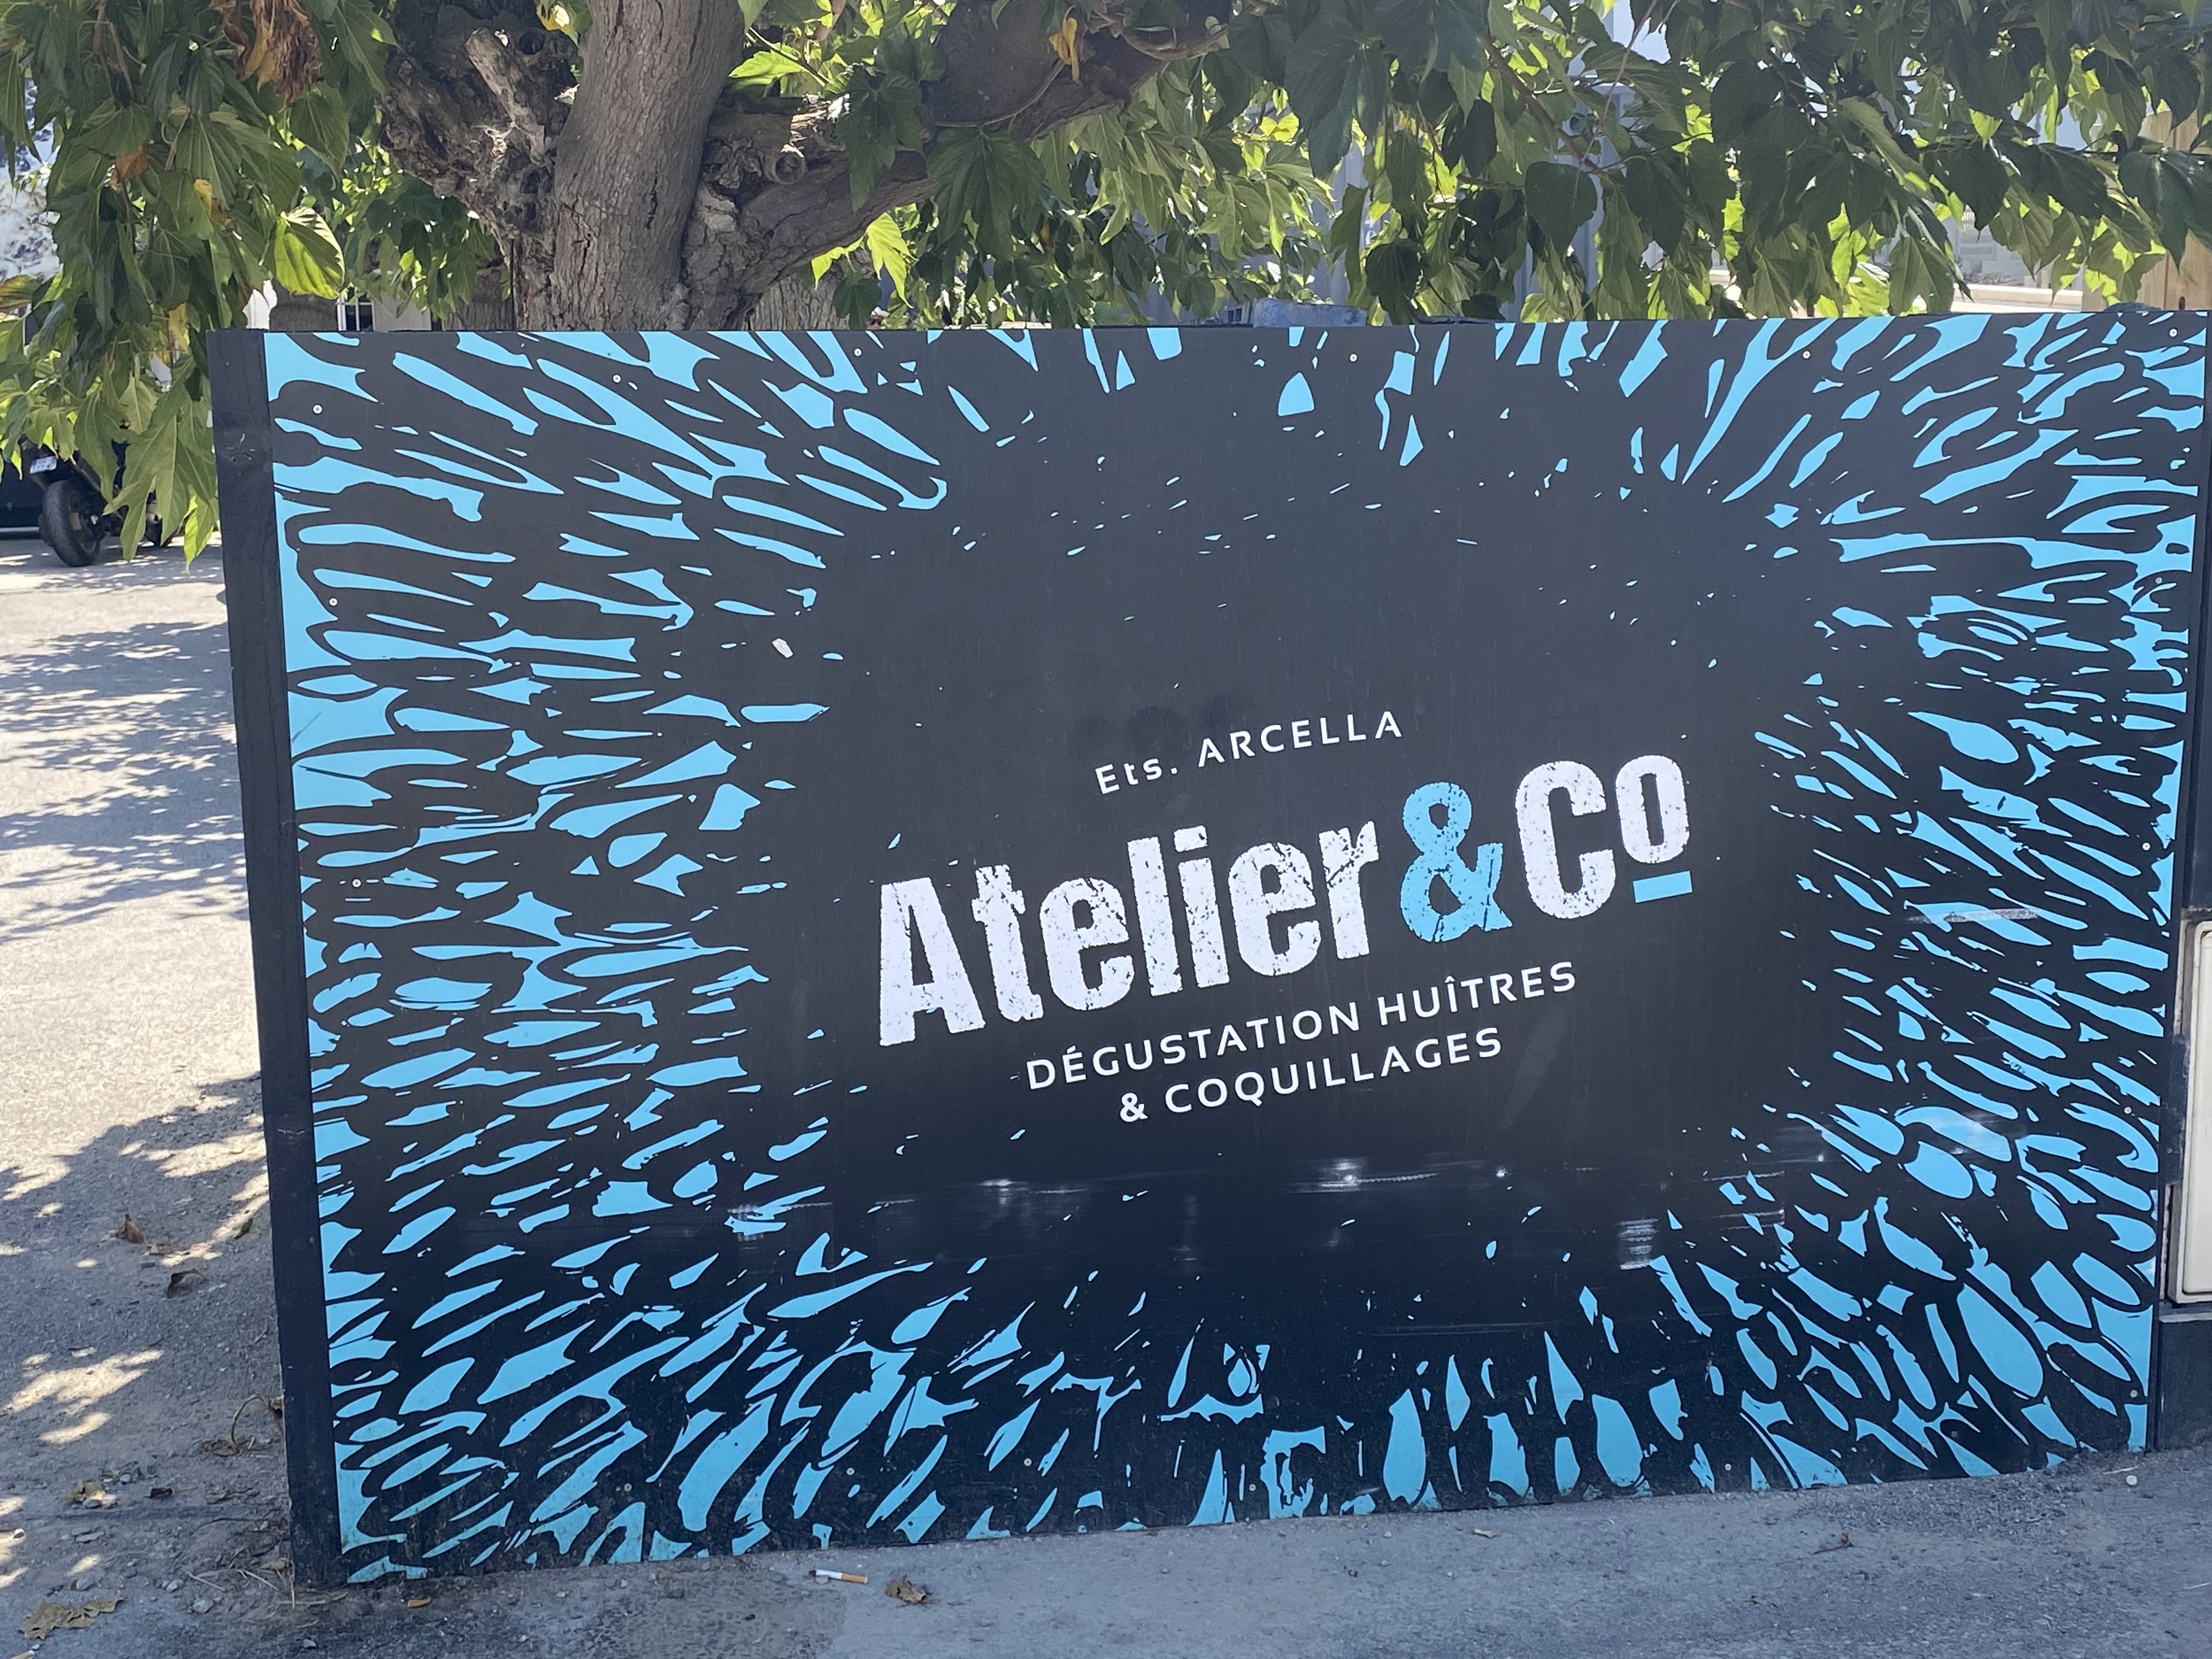 Ets. ARCELLA
Atelier&Co
DÉGUSTATION HUÎTRES
& COQUILLAGES